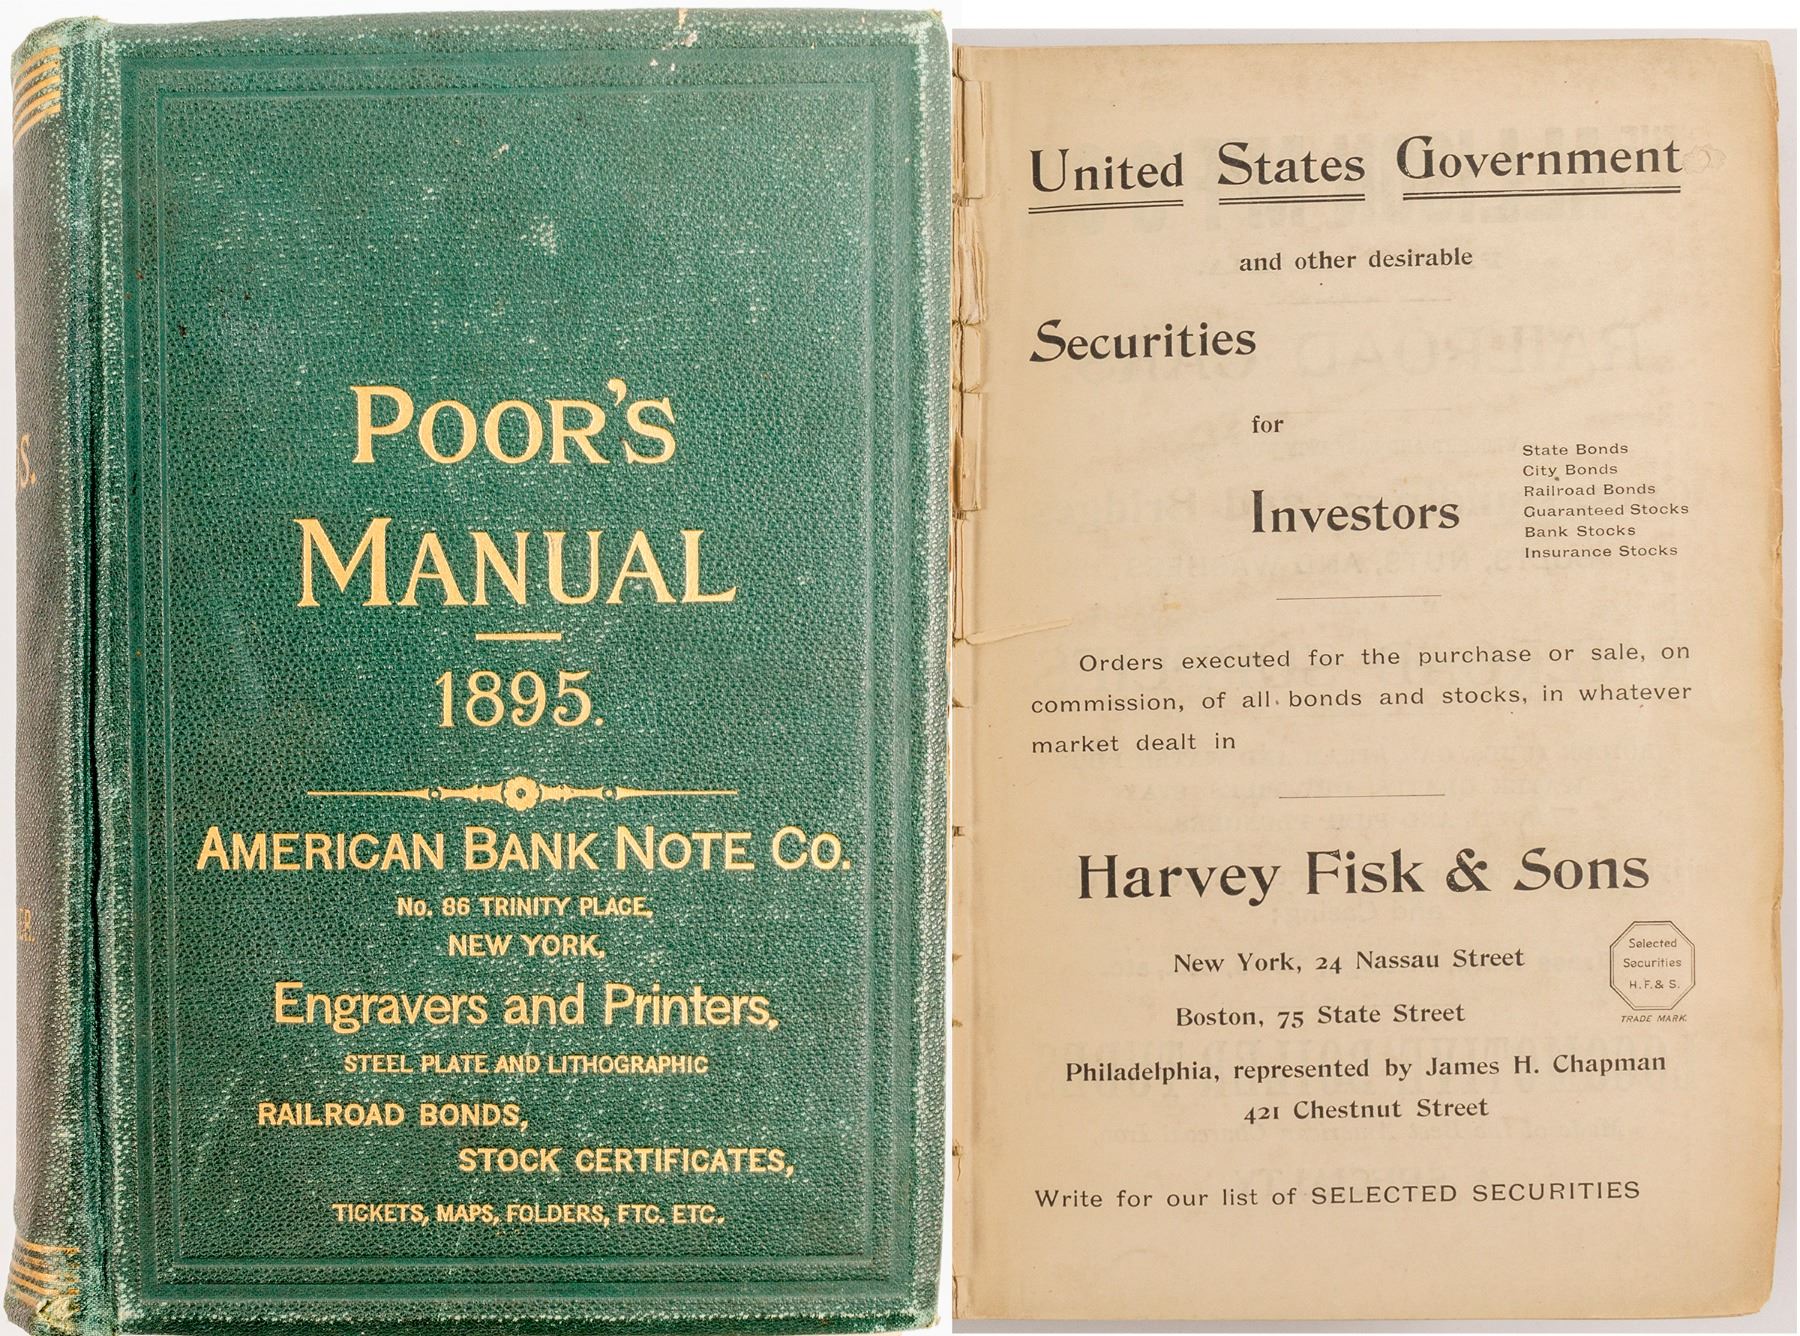 POOR'S
MANUAL
1895.
AMERICAN BANK NOTE CO.
No. 86 TRINITY PLACE,
NEW YORK,
Engravers and Printers,
STEEL PLATE AND LITHOGRAPHIC
RAILROAD BONDS,
STOCK CERTIFICATES,
TICKETS, MAPS, FOLDERS, ETC. ETC.
United States Government
and other desirable
Securities
for
Investors
State Bonds
City Bonds
Railroad Bonds
Guaranteed Stocks
Bank Stocks
Insurance Stocks
Orders executed for the purchase or sale, on
commission, of all bonds and stocks, in whatever
market dealt in
Harvey Fisk & Sons
New York, 24 Nassau Street
Boston, 75 State Street
Philadelphia, represented by James H. Chapman
421 Chestnut Street
Selected
Securities
H. F. & S.
TRADE MARK.
Write for our list of SELECTED SECURITIES